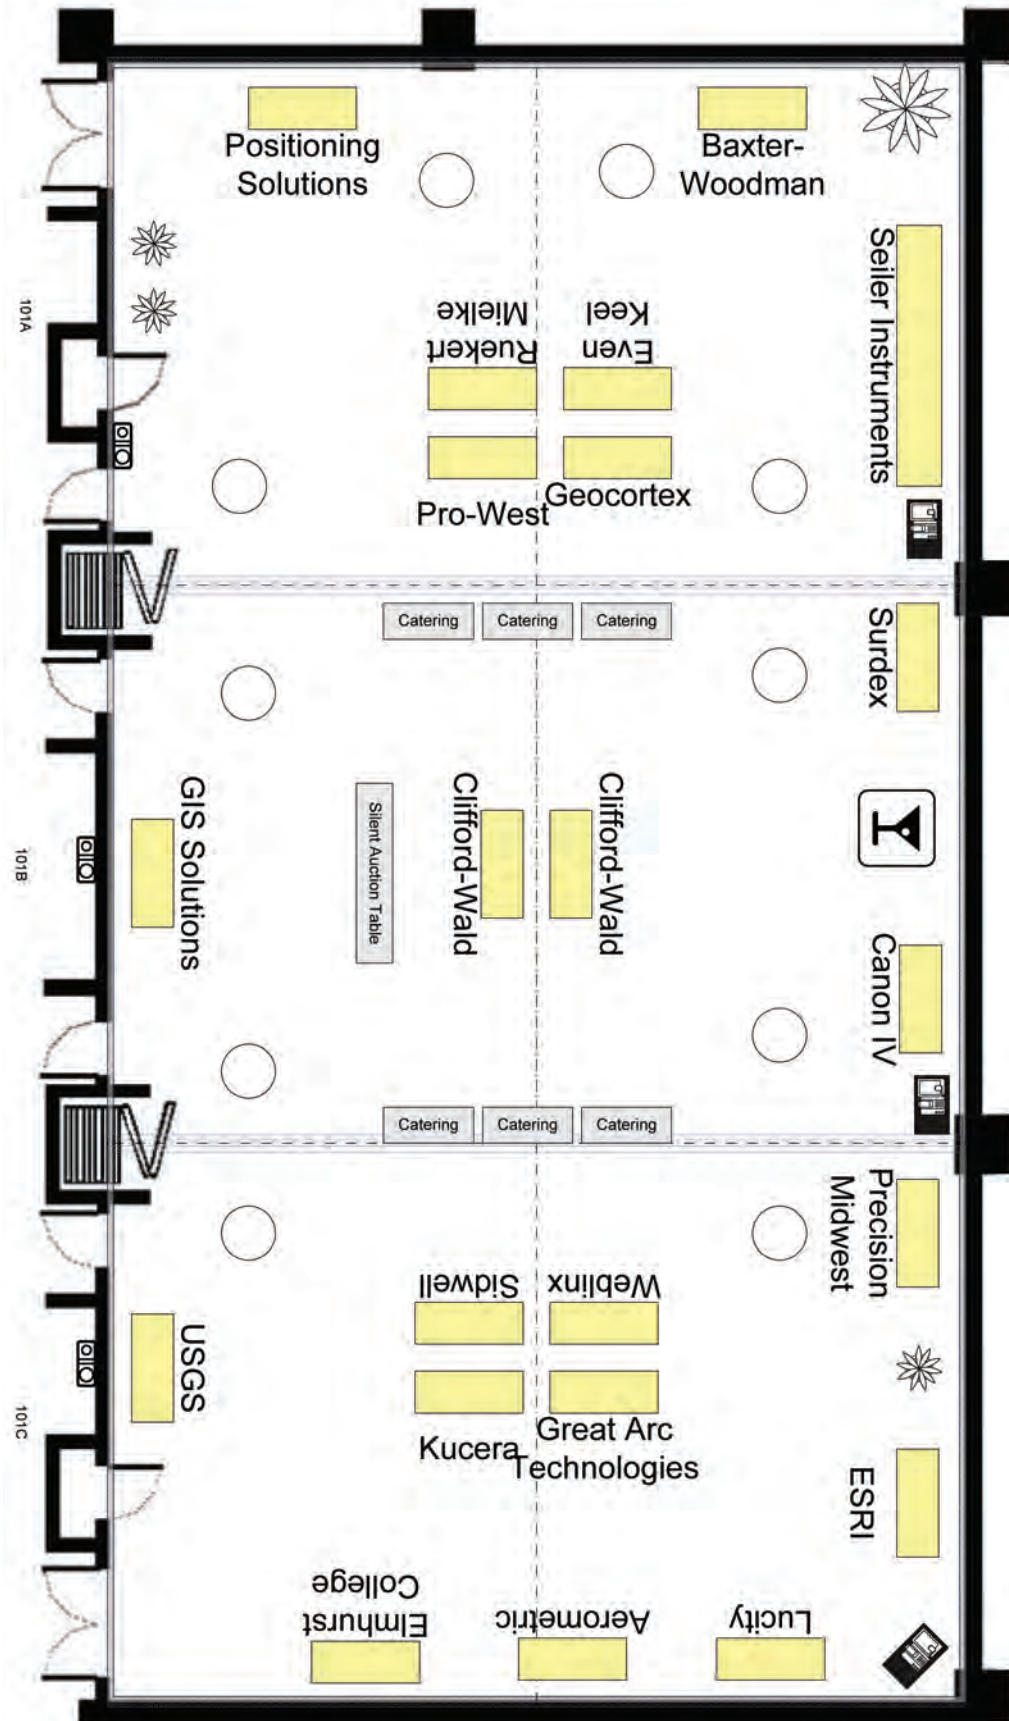 Positioning
Solutions
Baxter-
Woodman
Seiler Instruments
101A
Ruekert
Mielke
Even
Keel
Pro-West
Geocortex
Catering
Catering
Catering
Surdex
GIS Solutions
Silent Auction Table
Clifford-Wald
Clifford-Wald
101B
Canon IV
Catering
Catering
Catering
Precision
Midwest
Sidwell
Weblinx
USGS
Kucera
Great Arc
Technologies
101C
ESRI
Elmhurst
College
Aerometric
Lucity